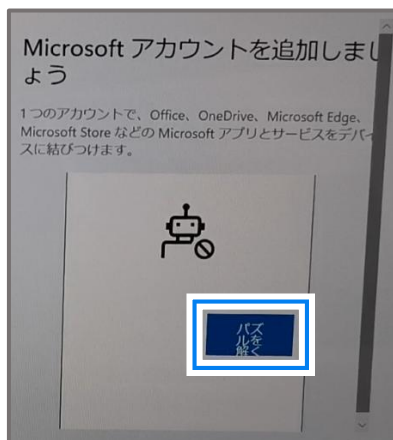 Microsoft アカウントを追加しまし
ょう
1 つのアカウントで、Office、OneDrive、Microsoft Edge、
Microsoft Store などの Microsoft アプリとサービスをデバイ
スに結びつけます。
パズ
ルを
解く